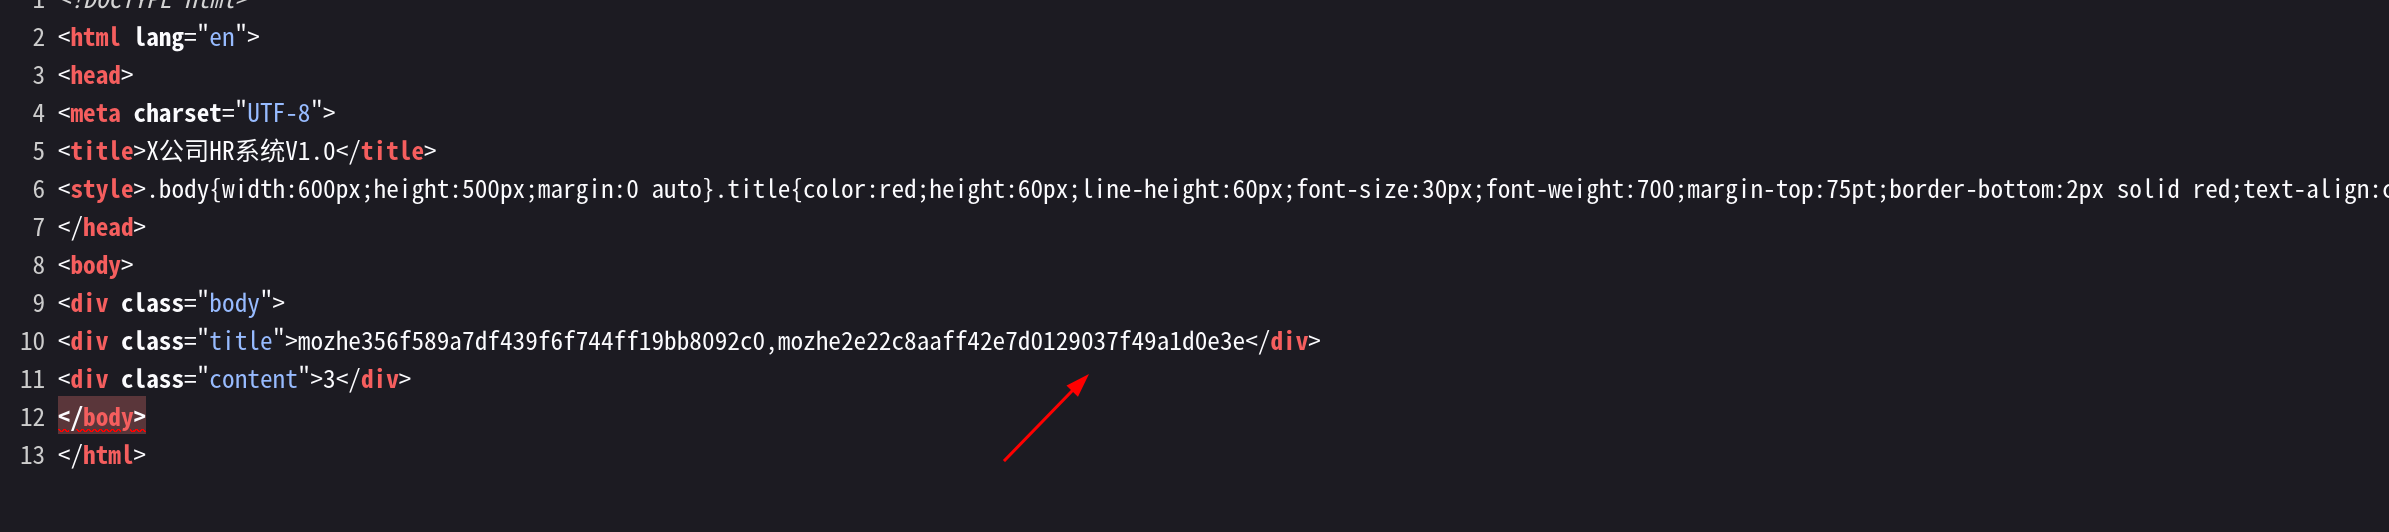 1 <!DOCTYPE html>
2 <html lang="en">
3 <head>
4 <meta charset="UTF-8">
5 <title>X公司HR系统V1.0</title>
6 <style>.body{width:600px;height:500px;margin:0 auto}.title{color:red;height:60px;line-height:60px;font-size:30px;font-weight:700;margin-top:75pt;border-bottom:2px solid red;text-align:c
7 </head>
8 <body>
9 <div class="body">
10 <div class="title">mozhe356f589a7df439f6f744ff19bb8092c0,mozhe2e22c8aaff42e7d0129037f49a1d0e3e</div>
11 <div class="content">3</div>
12 </body>
13 </html>